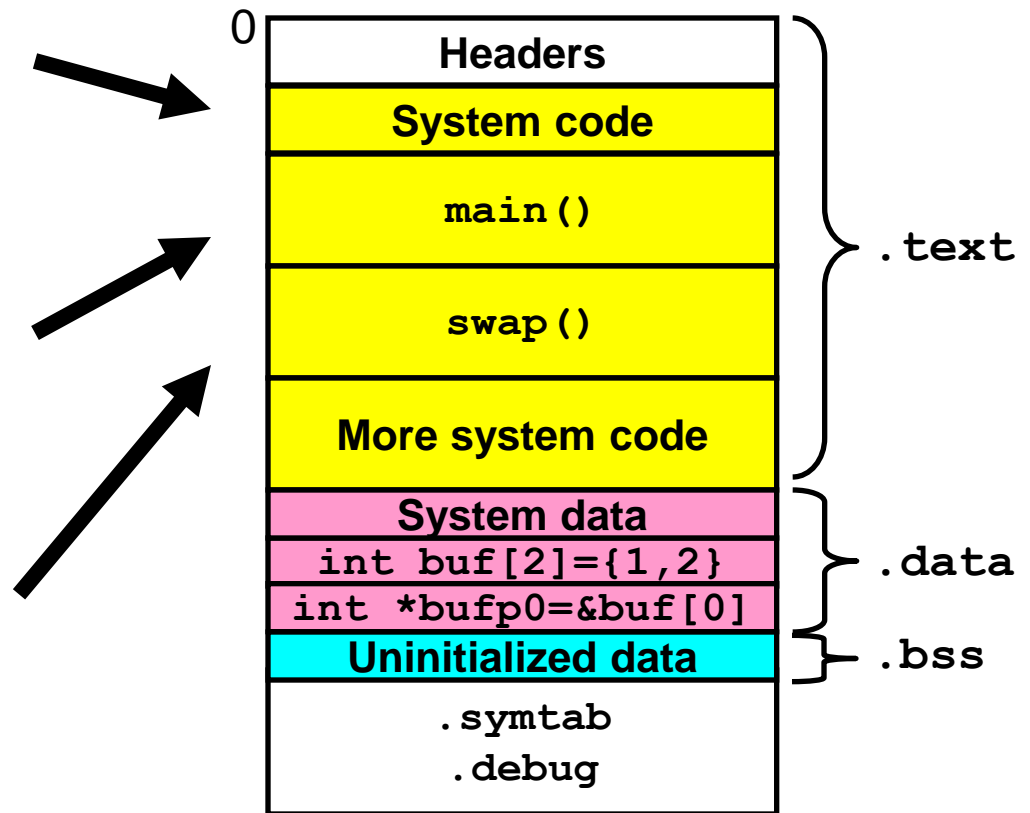 0
Headers
System code
main()
swap()
.text
More system code
System data
int buf[2]={1,2}
.data
int *bufp0=&buf[0]
Uninitialized data
.bss
.symtab
.debug